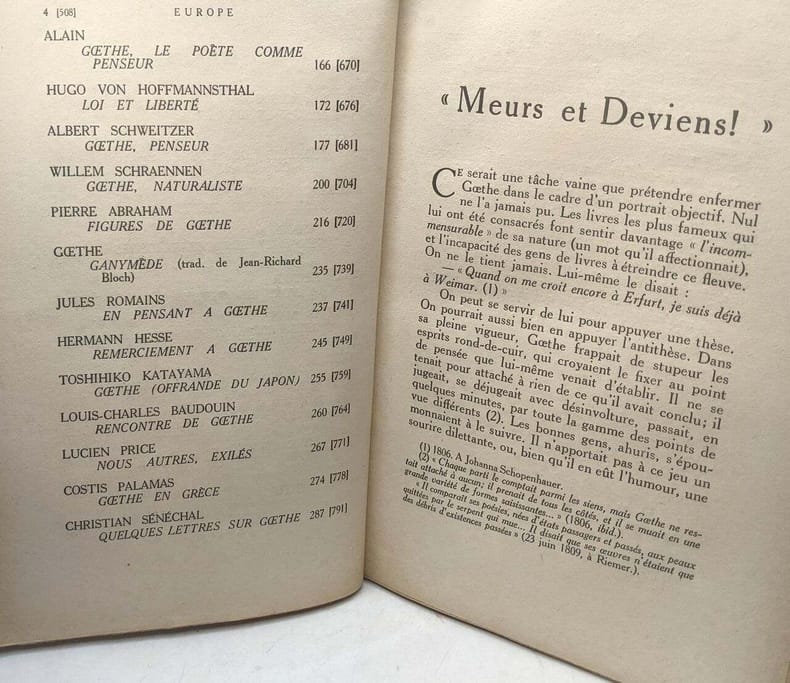 4 [508] EUROPE
ALAIN
GŒTHE, LE POÈTE COMME
PENSEUR 166 [670]
HUGO VON HOFFMANNSTHAL
LOI ET LIBERTÉ 172 [676]
ALBERT SCHWEITZER
GŒTHE, PENSEUR 177 [681]
WILLEM SCHRAENNEN
GŒTHE, NATURALISTE 200 [704]
PIERRE ABRAHAM
FIGURES DE GŒTHE 216 [720]
GŒTHE
GANYMÈDE (trad. de Jean-Richard
Bloch) 235 [739]
JULES ROMAINS
EN PENSANT A GŒTHE 237 [741]
HERMANN HESSE
REMERCIEMENT A GŒTHE 245 [749]
TOSHIHIKO KATAYAMA
GŒTHE (OFFRANDE DU JAPON) 255 [759]
LOUIS-CHARLES BAUDOUIN
RENCONTRE DE GŒTHE 260 [764]
LUCIEN PRICE
NOUS AUTRES, EXILÉS 267 [771]
COSTIS PALAMAS
GŒTHE EN GRÈCE 274 [778]
CHRISTIAN SÉNÉCHAL
QUELQUES LETTRES SUR GŒTHE 287 [791]
« Meurs et Deviens! »
CE serait une tâche vaine que prétendre enfermer
Gœthe dans le cadre d'un portrait objectif. Nul
ne l'a jamais pu. Les livres les plus fameux qui
lui ont été consacrés font sentir davantage « l'incom-
mensurable » de sa nature (un mot qu'il affectionnait),
et l'incapacité des gens de livres à étreindre ce fleuve.
On ne le tient jamais. Lui-même le disait :
— « Quand on me croit encore à Erfurt, je suis déjà
à Weimar. (1) »
On peut se servir de lui pour appuyer une thèse.
On pourrait aussi bien en appuyer l'antithèse. Dans
sa pleine vigueur, Gœthe frappait de stupeur les
esprits rond-de-cuir, qui croyaient le fixer au point
de pensée que lui-même venait d'établir. Il ne se
tenait pour attaché à rien de ce qu'il avait conclu; il
jugeait, se déjugeait avec désinvolture, passait, en
quelques minutes, par toute la gamme des points de
vue différents (2). Les bonnes gens, ahuris, s'épou-
monnaient à le suivre. Il n'apportait pas à ce jeu un
sourire dilettante, ou, bien qu'il en eût l'humour, une
(1) 1806. A Johanna Schopenhauer.
(2) « Chaque parti le comptait parmi les siens, mais Gœthe ne res-
tait attaché à aucun; il prenait de tous les côtés, et il se muait en une
grande variété de formes saisissantes... » (1806, ibid.).
« Il comparait ses poésies, nées d'états passagers et passés, aux peaux
quittées par le serpent qui mue... Il disait que ses œuvres n'étaient que
des débris d'existences passées » (23 juin 1809, à Riemer.).